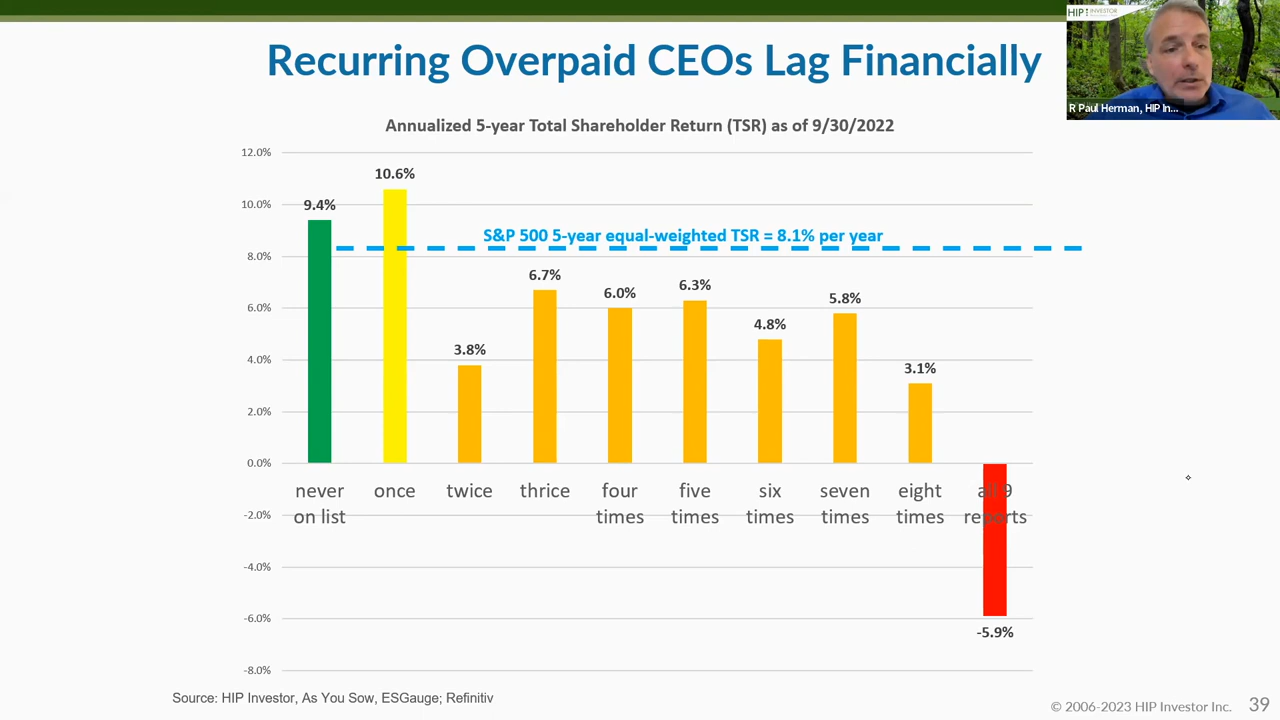 Recurring Overpaid CEOs Lag Financially
HIP INVESTOR
R Paul Herman, HIP In...
Annualized 5-year Total Shareholder Return (TSR) as of 9/30/2022
12.0%
10.0%
8.0%
6.0%
4.0%
2.0%
0.0%
-2.0%
-4.0%
-6.0%
-8.0%
9.4%
10.6%
3.8%
6.7%
6.0%
6.3%
4.8%
5.8%
3.1%
-5.9%
S&P 500 5-year equal-weighted TSR = 8.1% per year
never
on list
once
twice
thrice
four
times
five
times
six
times
seven
times
eight
times
all 9
reports
Source: HIP Investor, As You Sow, ESGauge; Refinitiv
© 2006-2023 HIP Investor Inc.
39